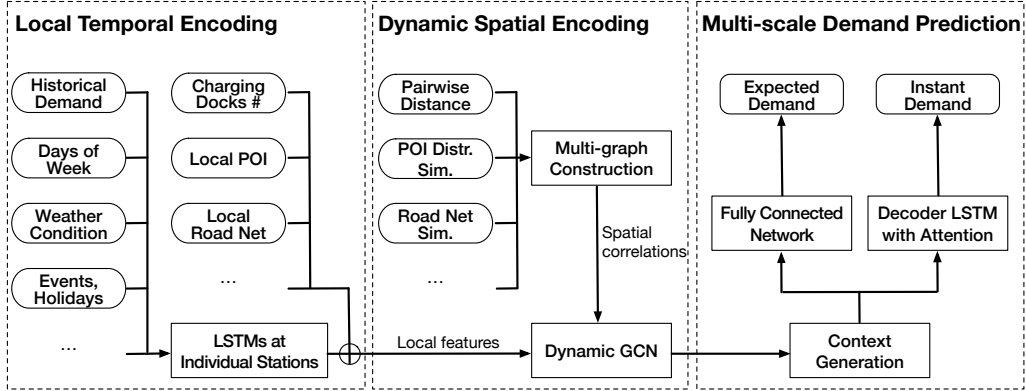 Local Temporal Encoding
Historical
Demand
Days of
Week
Weather
Condition
Events,
Holidays
...
Charging
Docks #
Local POI
Local
Road Net
...
LSTMs at
Individual Stations
Local features
Dynamic Spatial Encoding
Pairwise
Distance
POI Distr.
Sim.
Road Net
Sim.
...
Multi-graph
Construction
Spatial
correlations
Dynamic GCN
Multi-scale Demand Prediction
Expected
Demand
Instant
Demand
Fully Connected
Network
Decoder LSTM
with Attention
Context
Generation